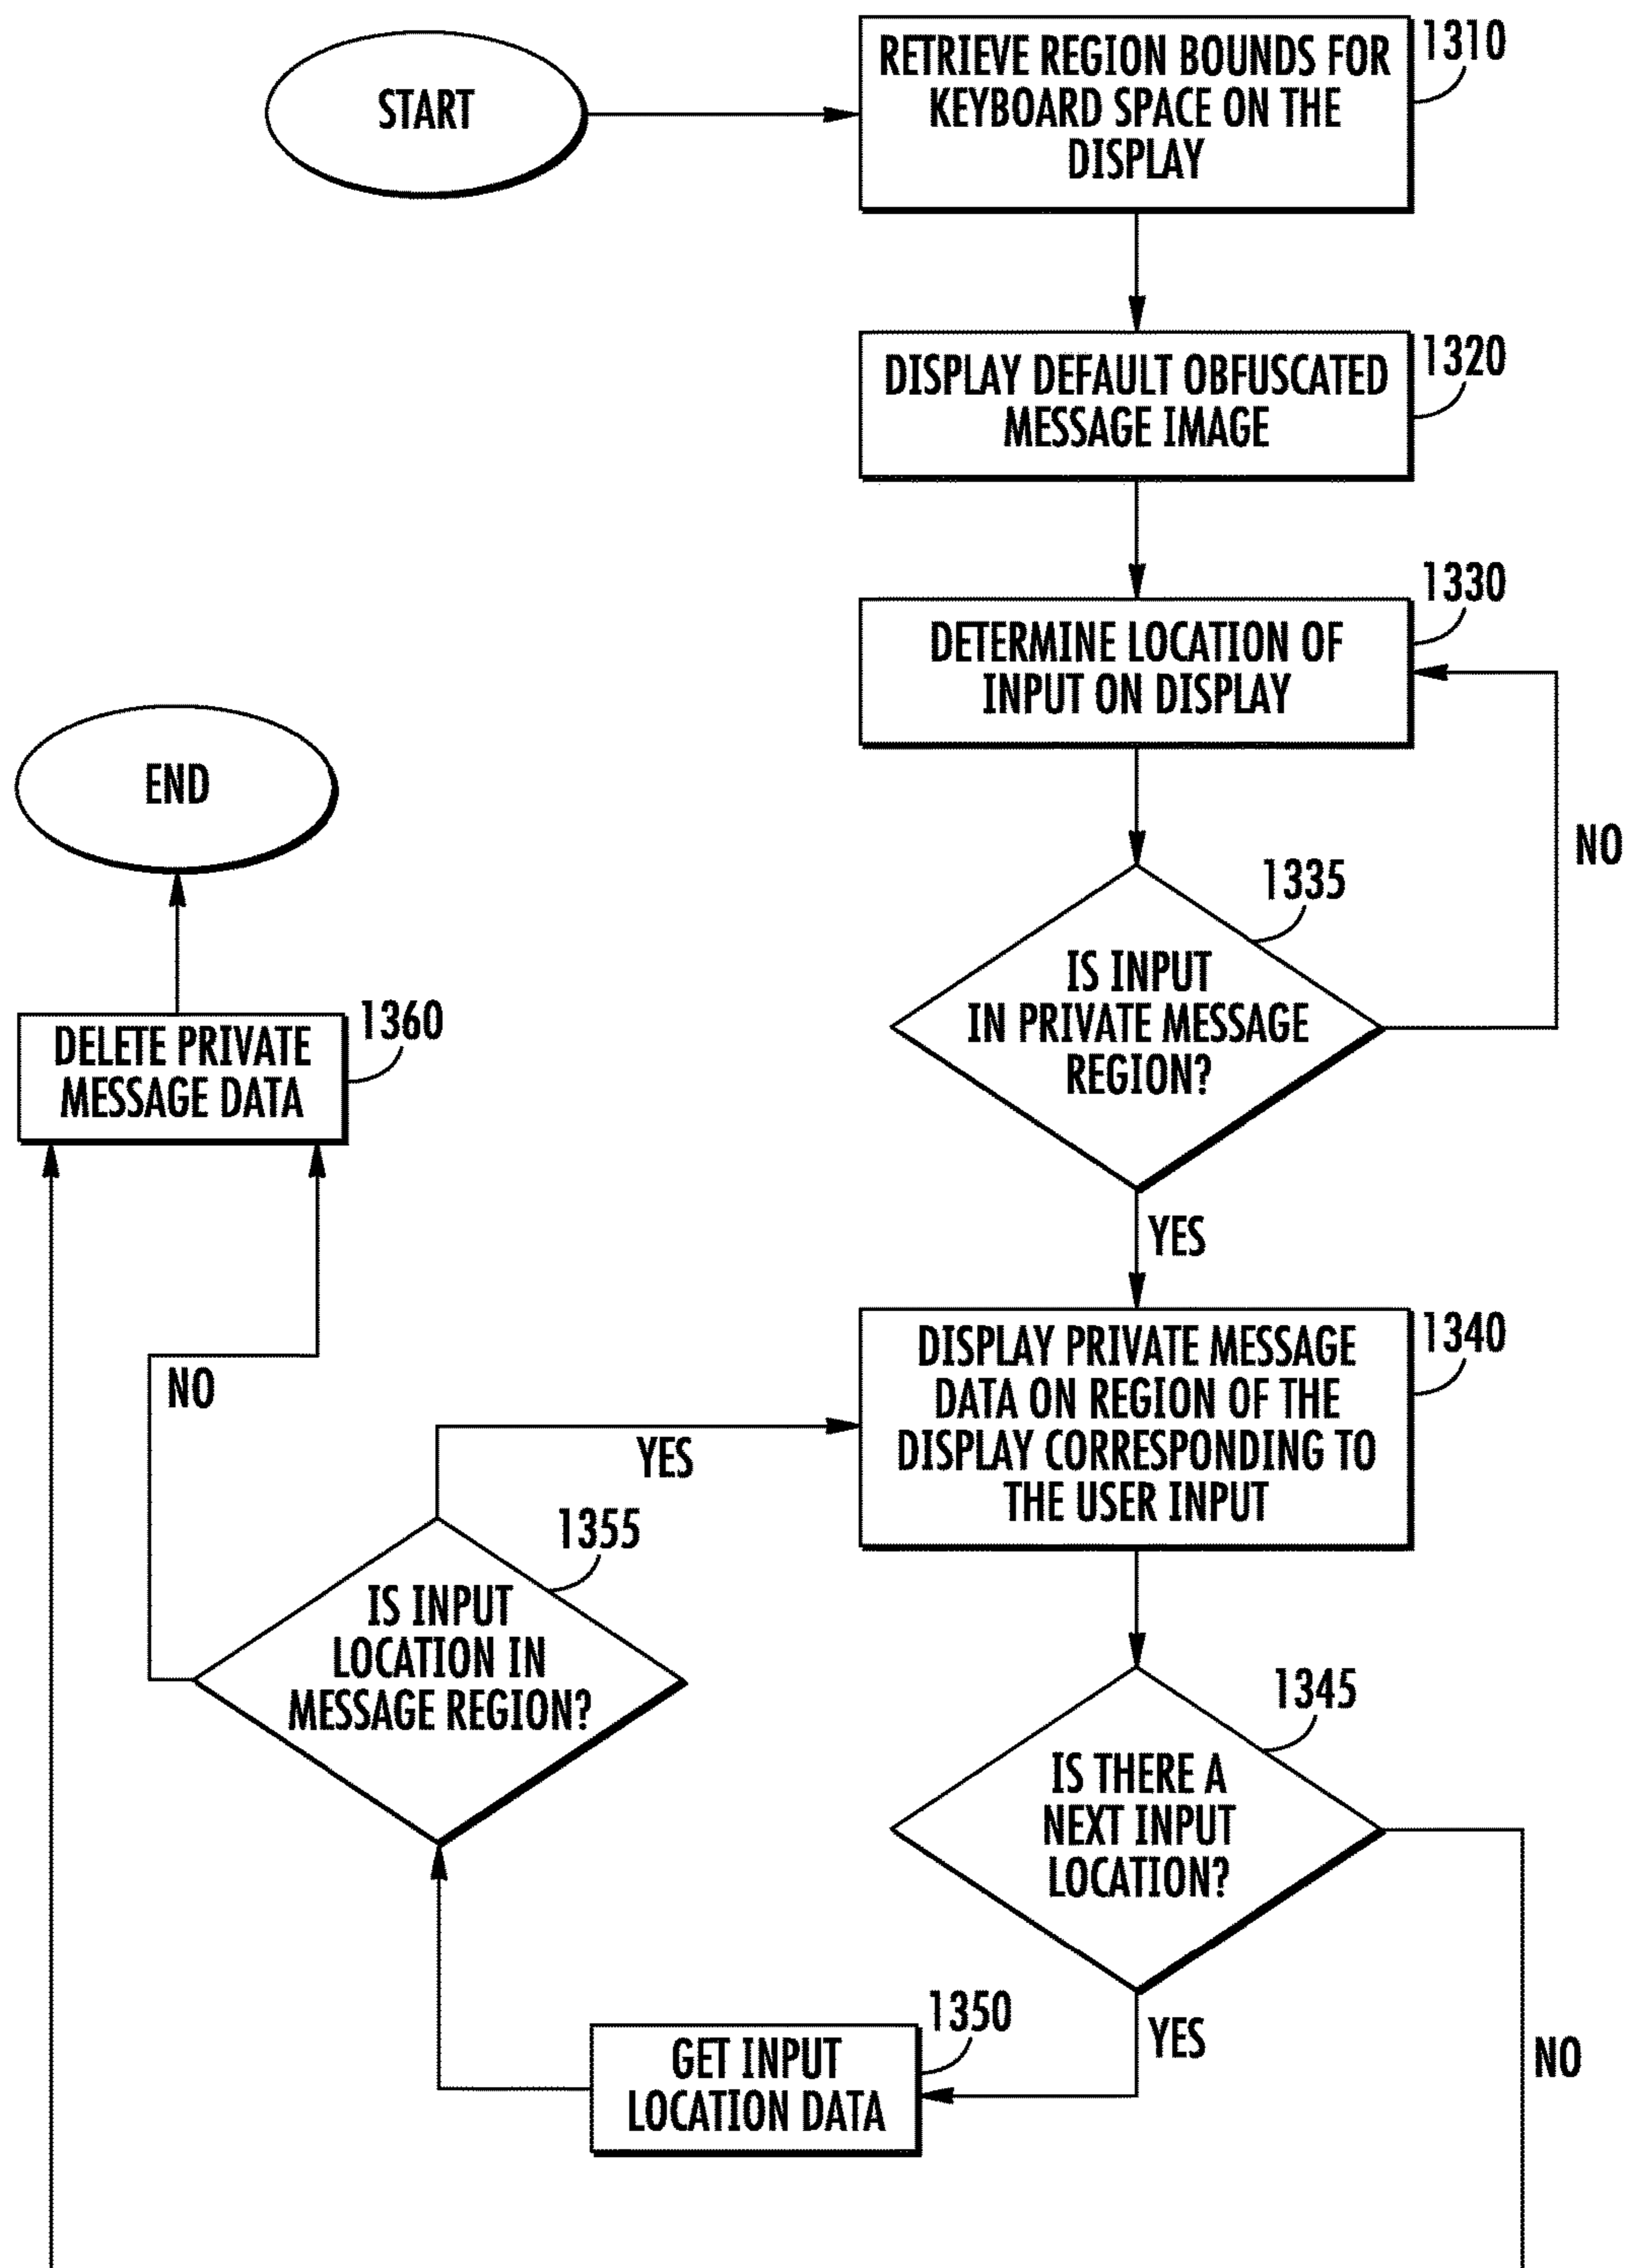 START
RETRIEVE REGION BOUNDS FOR
KEYBOARD SPACE ON THE
DISPLAY
1310
DISPLAY DEFAULT OBFUSCATED
MESSAGE IMAGE
1320
DETERMINE LOCATION OF
INPUT ON DISPLAY
1330
NO
1335
IS INPUT
IN PRIVATE MESSAGE
REGION?
YES
END
DELETE PRIVATE
MESSAGE DATA
1360
NO
DISPLAY PRIVATE MESSAGE
DATA ON REGION OF THE
DISPLAY CORRESPONDING TO
THE USER INPUT
1340
YES
1355
IS INPUT
LOCATION IN
MESSAGE REGION?
1345
IS THERE A
NEXT INPUT
LOCATION?
YES
NO
1350
GET INPUT
LOCATION DATA